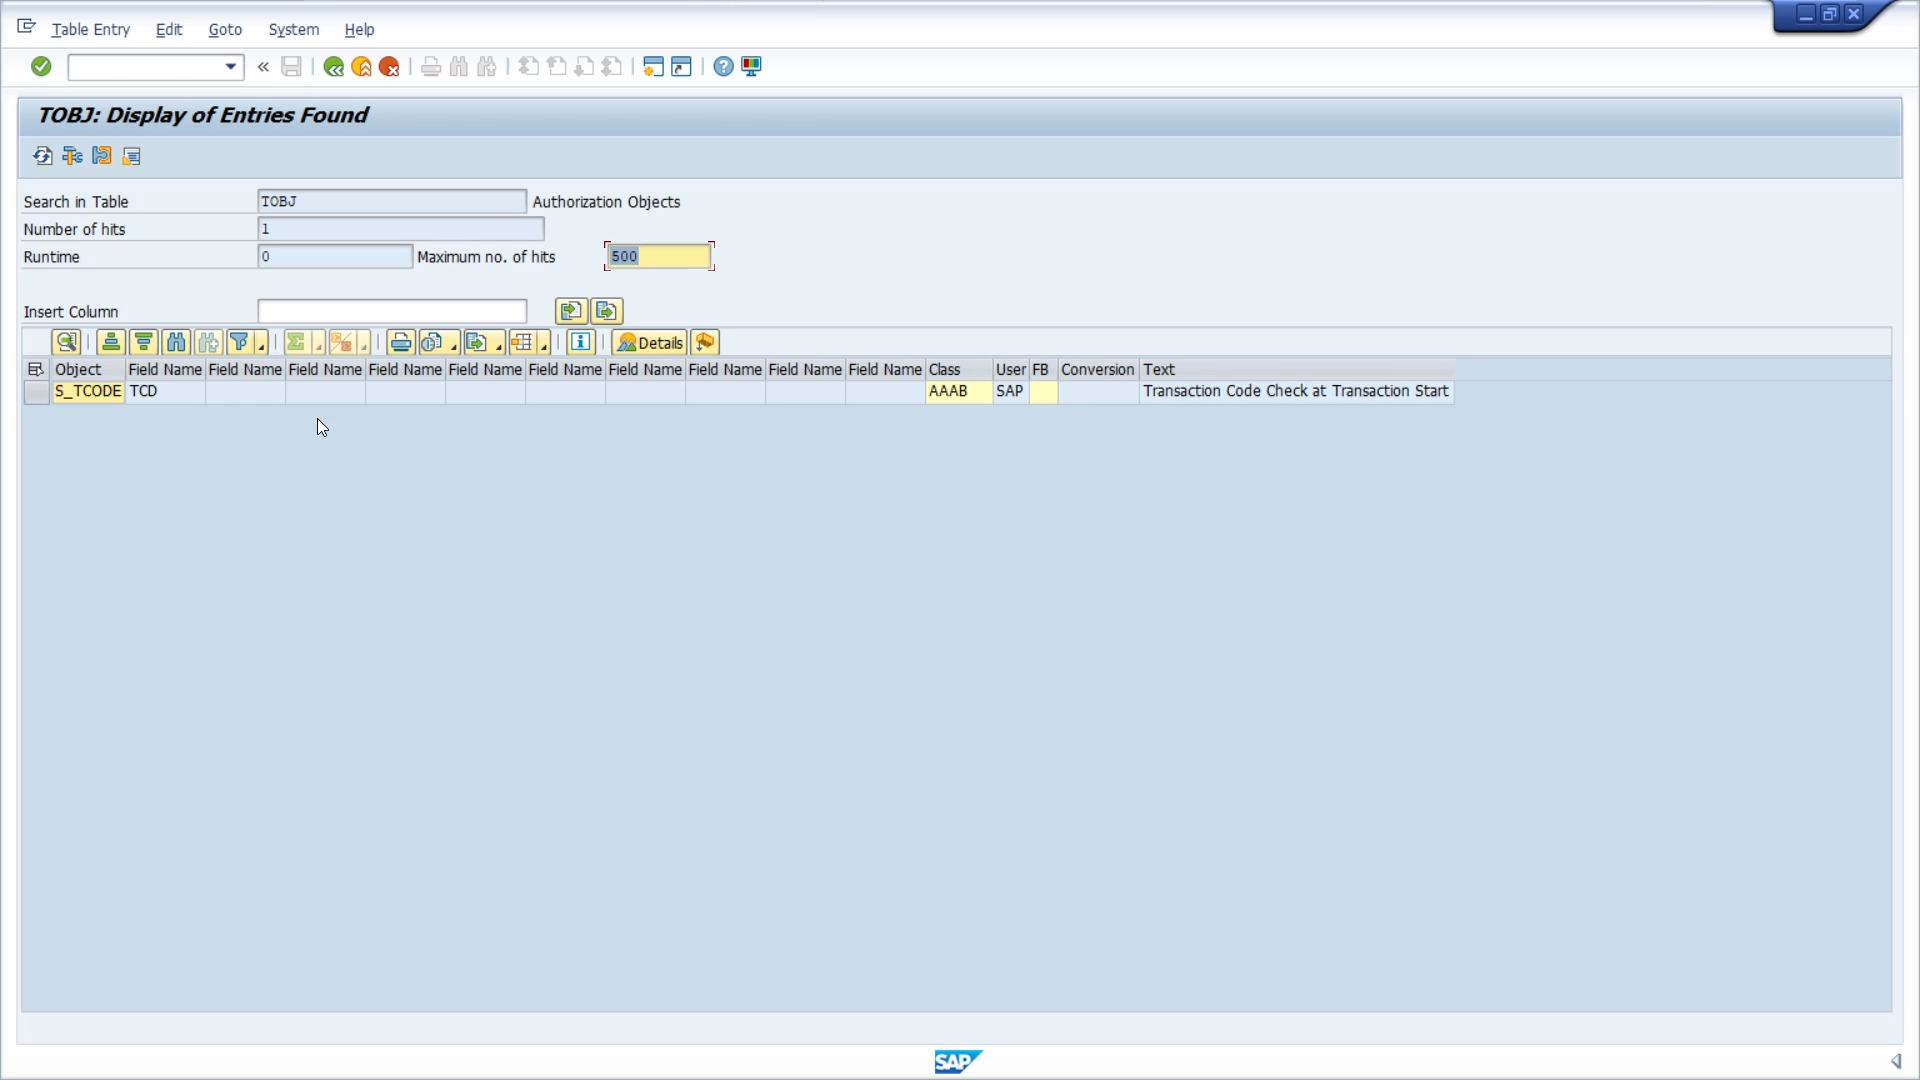 Table Entry Edit Goto System Help
TOBJ: Display of Entries Found
Search in Table TOBJ Authorization Objects
Number of hits 1
Runtime 0 Maximum no. of hits 500
Insert Column
Details
Object Field Name Field Name Field Name Field Name Field Name Field Name Field Name Field Name Field Name Field Name Class User FB Conversion Text
S_TCODE TCD AAAB SAP Transaction Code Check at Transaction Start
SAP